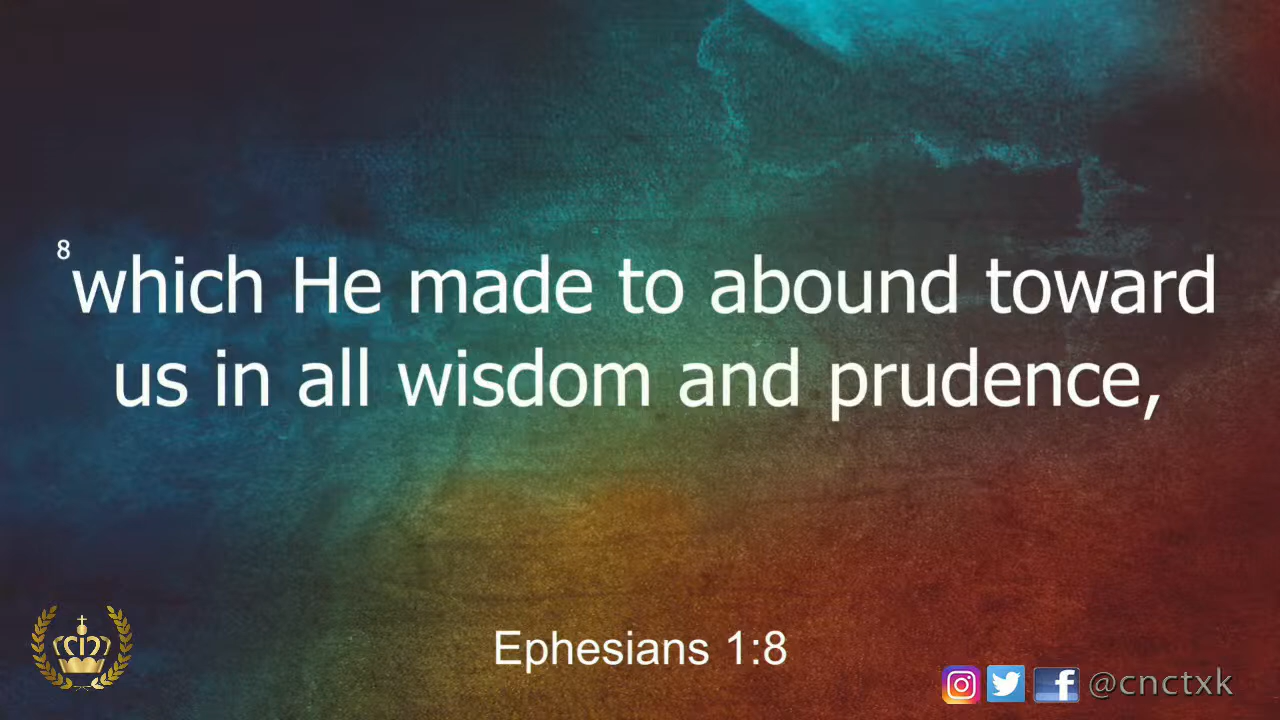 8 which He made to abound toward
us in all wisdom and prudence,
Ephesians 1:8
@cnctxk